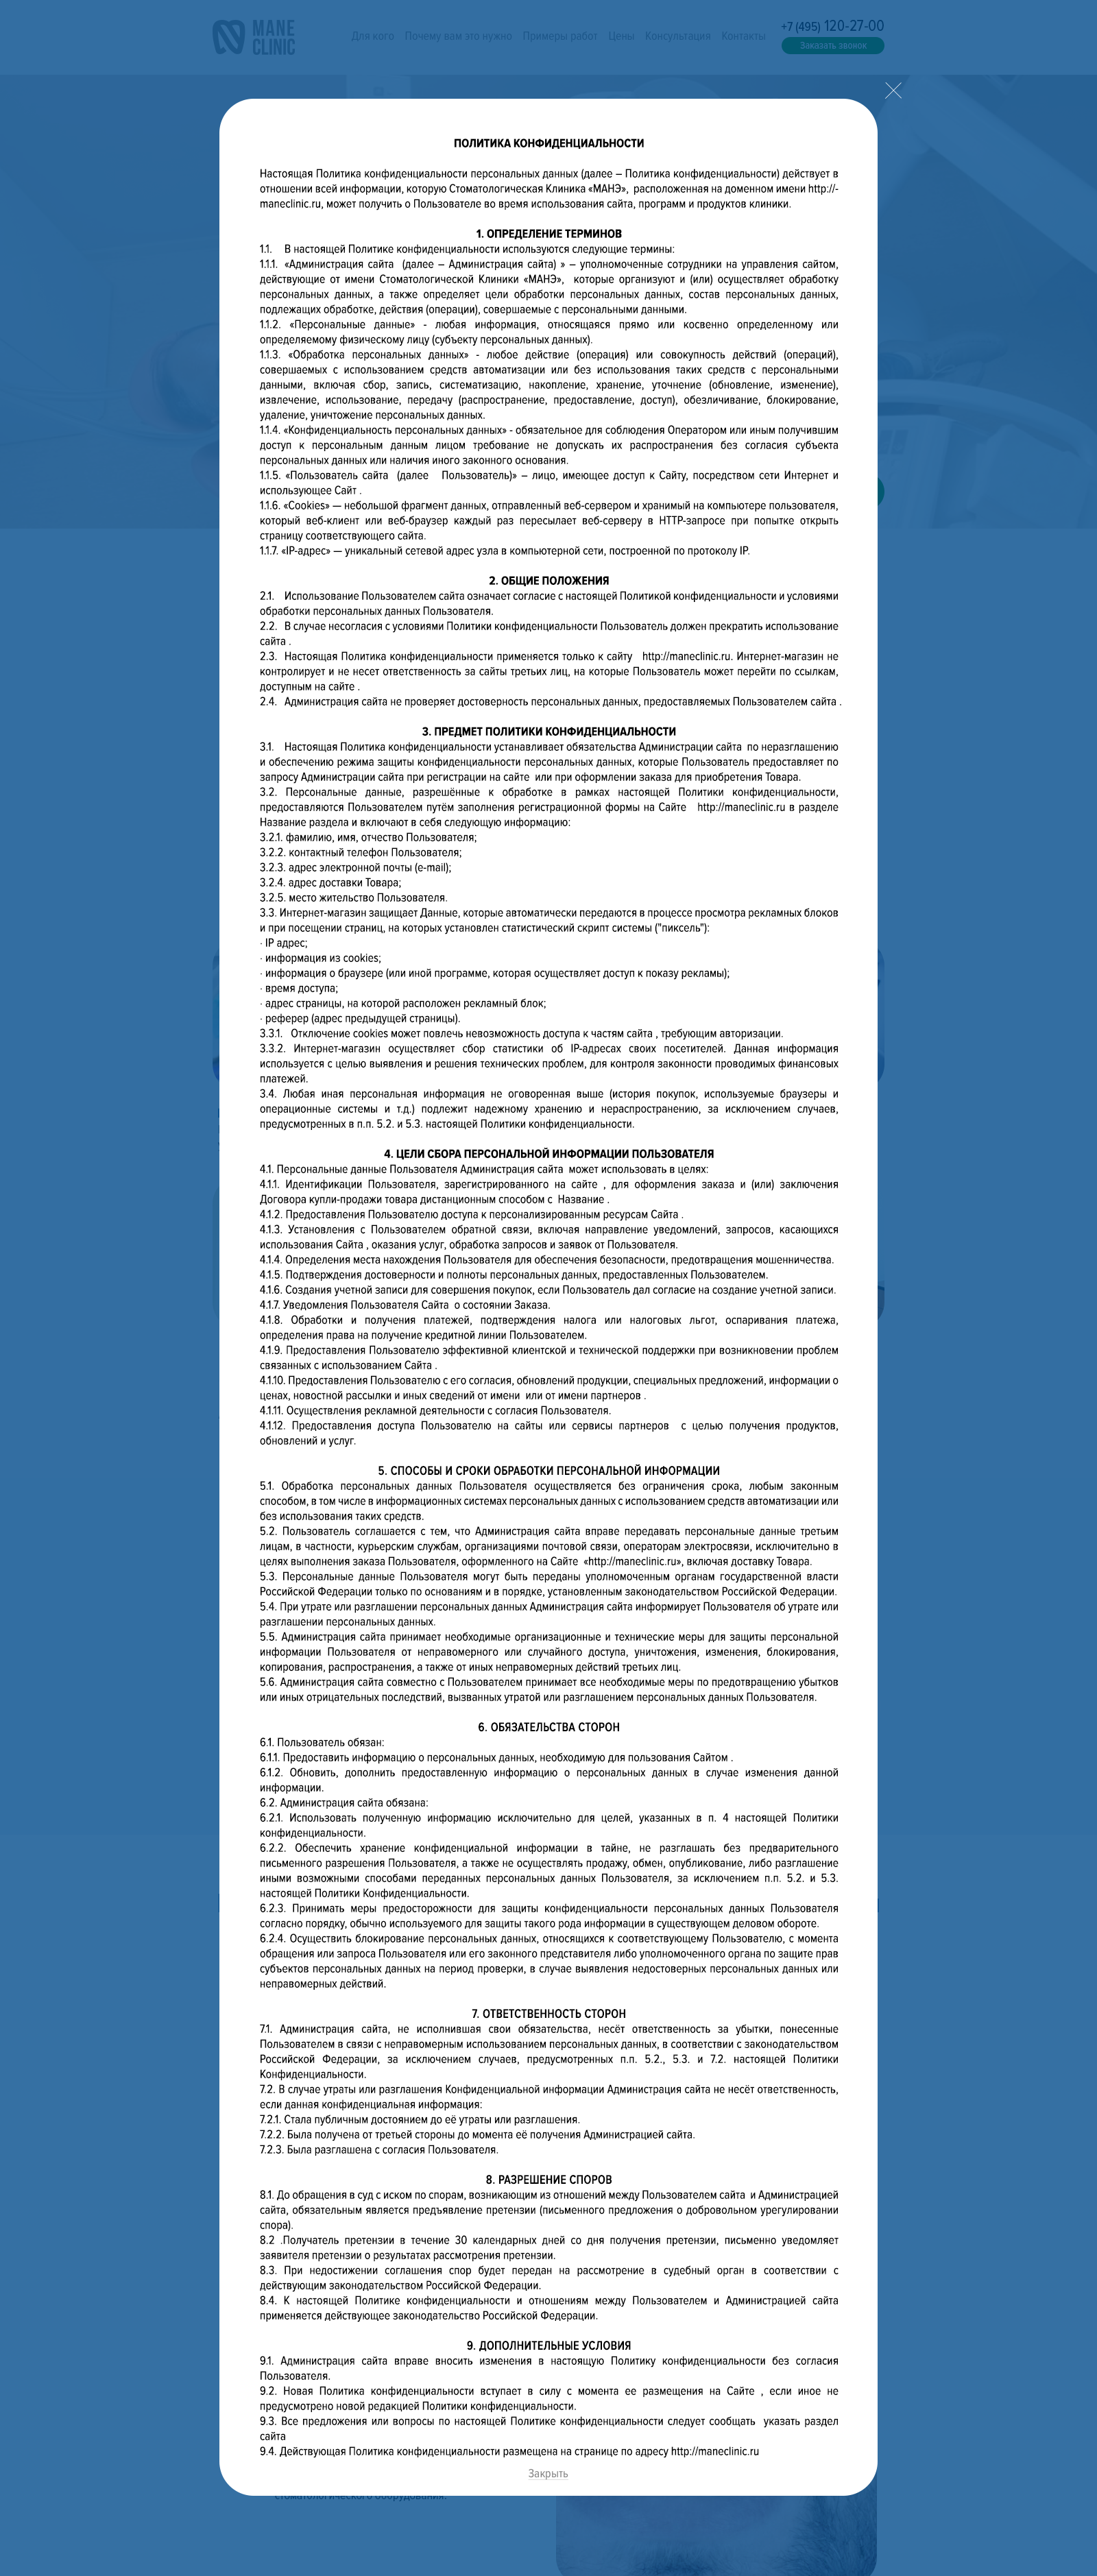 MANE
CLINIC
Для кого Почему вам это нужно Примеры работ Цены Консультация Контакты
+7 (495) 120-27-00
Заказать звонок
ПОЛИТИКА КОНФИДЕНЦИАЛЬНОСТИ
Настоящая Политика конфиденциальности персональных данных (далее – Политика конфиденциальности) действует в
отношении всей информации, которую Стоматологическая Клиника «МАНЭ», расположенная на доменном имени http://-
maneclinic.ru, может получить о Пользователе во время использования сайта, программ и продуктов клиники.
1. ОПРЕДЕЛЕНИЕ ТЕРМИНОВ
1.1. В настоящей Политике конфиденциальности используются следующие термины:
1.1.1. «Администрация сайта (далее – Администрация сайта) » – уполномоченные сотрудники на управления сайтом,
действующие от имени Стоматологической Клиники «МАНЭ», которые организуют и (или) осуществляет обработку
персональных данных, а также определяет цели обработки персональных данных, состав персональных данных,
подлежащих обработке, действия (операции), совершаемые с персональными данными.
1.1.2. «Персональные данные» - любая информация, относящаяся прямо или косвенно определенному или
определяемому физическому лицу (субъекту персональных данных).
1.1.3. «Обработка персональных данных» - любое действие (операция) или совокупность действий (операций),
совершаемых с использованием средств автоматизации или без использования таких средств с персональными
данными, включая сбор, запись, систематизацию, накопление, хранение, уточнение (обновление, изменение),
извлечение, использование, передачу (распространение, предоставление, доступ), обезличивание, блокирование,
удаление, уничтожение персональных данных.
1.1.4. «Конфиденциальность персональных данных» - обязательное для соблюдения Оператором или иным получившим
доступ к персональным данным лицом требование не допускать их распространения без согласия субъекта
персональных данных или наличия иного законного основания.
1.1.5. «Пользователь сайта (далее Пользователь)» – лицо, имеющее доступ к Сайту, посредством сети Интернет и
использующее Сайт .
1.1.6. «Cookies» — небольшой фрагмент данных, отправленный веб-сервером и хранимый на компьютере пользователя,
который веб-клиент или веб-браузер каждый раз пересылает веб-серверу в HTTP-запросе при попытке открыть
страницу соответствующего сайта.
1.1.7. «IP-адрес» — уникальный сетевой адрес узла в компьютерной сети, построенной по протоколу IP.
2. ОБЩИЕ ПОЛОЖЕНИЯ
2.1. Использование Пользователем сайта означает согласие с настоящей Политикой конфиденциальности и условиями
обработки персональных данных Пользователя.
2.2. В случае несогласия с условиями Политики конфиденциальности Пользователь должен прекратить использование
сайта .
2.3. Настоящая Политика конфиденциальности применяется только к сайту http://maneclinic.ru. Интернет-магазин не
контролирует и не несет ответственность за сайты третьих лиц, на которые Пользователь может перейти по ссылкам,
доступным на сайте .
2.4. Администрация сайта не проверяет достоверность персональных данных, предоставляемых Пользователем сайта .
3. ПРЕДМЕТ ПОЛИТИКИ КОНФИДЕНЦИАЛЬНОСТИ
3.1. Настоящая Политика конфиденциальности устанавливает обязательства Администрации сайта по неразглашению
и обеспечению режима защиты конфиденциальности персональных данных, которые Пользователь предоставляет по
запросу Администрации сайта при регистрации на сайте или при оформлении заказа для приобретения Товара.
3.2. Персональные данные, разрешённые к обработке в рамках настоящей Политики конфиденциальности,
предоставляются Пользователем путём заполнения регистрационной формы на Сайте http://maneclinic.ru в разделе
Название раздела и включают в себя следующую информацию:
3.2.1. фамилию, имя, отчество Пользователя;
3.2.2. контактный телефон Пользователя;
3.2.3. адрес электронной почты (e-mail);
3.2.4. адрес доставки Товара;
3.2.5. место жительство Пользователя.
3.3. Интернет-магазин защищает Данные, которые автоматически передаются в процессе просмотра рекламных блоков
и при посещении страниц, на которых установлен статистический скрипт системы ("пиксель"):
· IP адрес;
· информация из cookies;
· информация о браузере (или иной программе, которая осуществляет доступ к показу рекламы);
· время доступа;
· адрес страницы, на которой расположен рекламный блок;
· реферер (адрес предыдущей страницы).
3.3.1. Отключение cookies может повлечь невозможность доступа к частям сайта , требующим авторизации.
3.3.2. Интернет-магазин осуществляет сбор статистики об IP-адресах своих посетителей. Данная информация
используется с целью выявления и решения технических проблем, для контроля законности проводимых финансовых
платежей.
3.4. Любая иная персональная информация не оговоренная выше (история покупок, используемые браузеры и
операционные системы и т.д.) подлежит надежному хранению и нераспространению, за исключением случаев,
предусмотренных в п.п. 5.2. и 5.3. настоящей Политики конфиденциальности.
4. ЦЕЛИ СБОРА ПЕРСОНАЛЬНОЙ ИНФОРМАЦИИ ПОЛЬЗОВАТЕЛЯ
4.1. Персональные данные Пользователя Администрация сайта может использовать в целях:
4.1.1. Идентификации Пользователя, зарегистрированного на сайте , для оформления заказа и (или) заключения
Договора купли-продажи товара дистанционным способом с Название .
4.1.2. Предоставления Пользователю доступа к персонализированным ресурсам Сайта .
4.1.3. Установления с Пользователем обратной связи, включая направление уведомлений, запросов, касающихся
использования Сайта , оказания услуг, обработка запросов и заявок от Пользователя.
4.1.4. Определения места нахождения Пользователя для обеспечения безопасности, предотвращения мошенничества.
4.1.5. Подтверждения достоверности и полноты персональных данных, предоставленных Пользователем.
4.1.6. Создания учетной записи для совершения покупок, если Пользователь дал согласие на создание учетной записи.
4.1.7. Уведомления Пользователя Сайта о состоянии Заказа.
4.1.8. Обработки и получения платежей, подтверждения налога или налоговых льгот, оспаривания платежа,
определения права на получение кредитной линии Пользователем.
4.1.9. Предоставления Пользователю эффективной клиентской и технической поддержки при возникновении проблем
связанных с использованием Сайта .
4.1.10. Предоставления Пользователю с его согласия, обновлений продукции, специальных предложений, информации о
ценах, новостной рассылки и иных сведений от имени или от имени партнеров .
4.1.11. Осуществления рекламной деятельности с согласия Пользователя.
4.1.12. Предоставления доступа Пользователю на сайты или сервисы партнеров с целью получения продуктов,
обновлений и услуг.
5. СПОСОБЫ И СРОКИ ОБРАБОТКИ ПЕРСОНАЛЬНОЙ ИНФОРМАЦИИ
5.1. Обработка персональных данных Пользователя осуществляется без ограничения срока, любым законным
способом, в том числе в информационных системах персональных данных с использованием средств автоматизации или
без использования таких средств.
5.2. Пользователь соглашается с тем, что Администрация сайта вправе передавать персональные данные третьим
лицам, в частности, курьерским службам, организациями почтовой связи, операторам электросвязи, исключительно в
целях выполнения заказа Пользователя, оформленного на Сайте «http://maneclinic.ru», включая доставку Товара.
5.3. Персональные данные Пользователя могут быть переданы уполномоченным органам государственной власти
Российской Федерации только по основаниям и в порядке, установленным законодательством Российской Федерации.
5.4. При утрате или разглашении персональных данных Администрация сайта информирует Пользователя об утрате или
разглашении персональных данных.
5.5. Администрация сайта принимает необходимые организационные и технические меры для защиты персональной
информации Пользователя от неправомерного или случайного доступа, уничтожения, изменения, блокирования,
копирования, распространения, а также от иных неправомерных действий третьих лиц.
5.6. Администрация сайта совместно с Пользователем принимает все необходимые меры по предотвращению убытков
или иных отрицательных последствий, вызванных утратой или разглашением персональных данных Пользователя.
6. ОБЯЗАТЕЛЬСТВА СТОРОН
6.1. Пользователь обязан:
6.1.1. Предоставить информацию о персональных данных, необходимую для пользования Сайтом .
6.1.2. Обновить, дополнить предоставленную информацию о персональных данных в случае изменения данной
информации.
6.2. Администрация сайта обязана:
6.2.1. Использовать полученную информацию исключительно для целей, указанных в п. 4 настоящей Политики
конфиденциальности.
6.2.2. Обеспечить хранение конфиденциальной информации в тайне, не разглашать без предварительного
письменного разрешения Пользователя, а также не осуществлять продажу, обмен, опубликование, либо разглашение
иными возможными способами переданных персональных данных Пользователя, за исключением п.п. 5.2. и 5.3.
настоящей Политики Конфиденциальности.
6.2.3. Принимать меры предосторожности для защиты конфиденциальности персональных данных Пользователя
согласно порядку, обычно используемого для защиты такого рода информации в существующем деловом обороте.
6.2.4. Осуществить блокирование персональных данных, относящихся к соответствующему Пользователю, с момента
обращения или запроса Пользователя или его законного представителя либо уполномоченного органа по защите прав
субъектов персональных данных на период проверки, в случае выявления недостоверных персональных данных или
неправомерных действий.
7. ОТВЕТСТВЕННОСТЬ СТОРОН
7.1. Администрация сайта, не исполнившая свои обязательства, несёт ответственность за убытки, понесенные
Пользователем в связи с неправомерным использованием персональных данных, в соответствии с законодательством
Российской Федерации, за исключением случаев, предусмотренных п.п. 5.2., 5.3. и 7.2. настоящей Политики
Конфиденциальности.
7.2. В случае утраты или разглашения Конфиденциальной информации Администрация сайта не несёт ответственность,
если данная конфиденциальная информация:
7.2.1. Стала публичным достоянием до её утраты или разглашения.
7.2.2. Была получена от третьей стороны до момента её получения Администрацией сайта.
7.2.3. Была разглашена с согласия Пользователя.
8. РАЗРЕШЕНИЕ СПОРОВ
8.1. До обращения в суд с иском по спорам, возникающим из отношений между Пользователем сайта и Администрацией
сайта, обязательным является предъявление претензии (письменного предложения о добровольном урегулировании
спора).
8.2 .Получатель претензии в течение 30 календарных дней со дня получения претензии, письменно уведомляет
заявителя претензии о результатах рассмотрения претензии.
8.3. При недостижении соглашения спор будет передан на рассмотрение в судебный орган в соответствии с
действующим законодательством Российской Федерации.
8.4. К настоящей Политике конфиденциальности и отношениям между Пользователем и Администрацией сайта
применяется действующее законодательство Российской Федерации.
9. ДОПОЛНИТЕЛЬНЫЕ УСЛОВИЯ
9.1. Администрация сайта вправе вносить изменения в настоящую Политику конфиденциальности без согласия
Пользователя.
9.2. Новая Политика конфиденциальности вступает в силу с момента ее размещения на Сайте , если иное не
предусмотрено новой редакцией Политики конфиденциальности.
9.3. Все предложения или вопросы по настоящей Политике конфиденциальности следует сообщать указать раздел
сайта
9.4. Действующая Политика конфиденциальности размещена на странице по адресу http://maneclinic.ru
Закрыть
стоматологического оборудования.